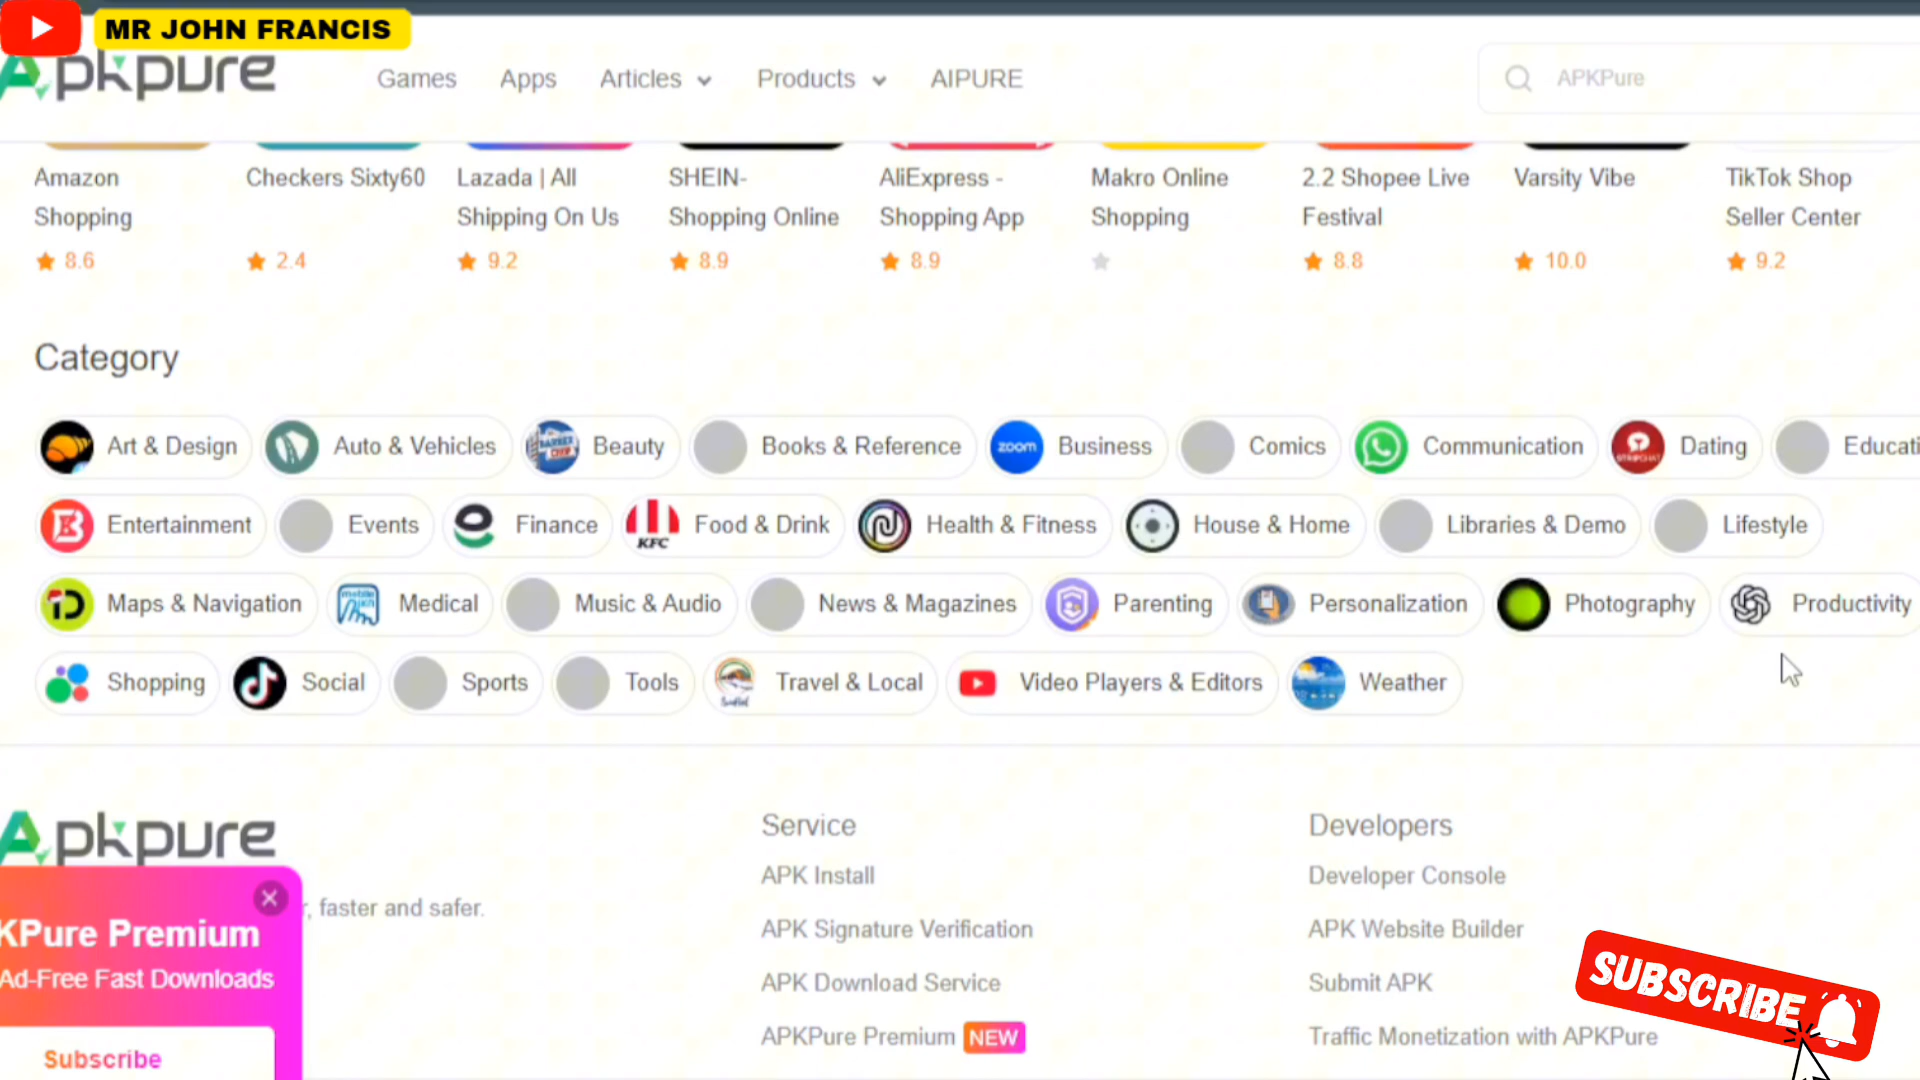 MR JOHN FRANCIS
Apkpure
Games Apps Articles Products AIPURE APKPure
Amazon Shopping
8.6
Checkers Sixty60
2.4
Lazada | All Shipping On Us
9.2
SHEIN- Shopping Online
8.9
AliExpress - Shopping App
8.9
Makro Online Shopping
2.2 Shopee Live Festival
8.8
Varsity Vibe
10.0
TikTok Shop Seller Center
9.2
Category
Art & Design Auto & Vehicles Beauty Books & Reference zoom Business Comics Communication Dating Educati
Entertainment Events Finance KFC Food & Drink Health & Fitness House & Home Libraries & Demo Lifestyle
Maps & Navigation Medical Music & Audio News & Magazines Parenting Personalization Photography Productivity
Shopping Social Sports Tools Travel & Local Video Players & Editors Weather
Apkpure
, faster and safer.
KPure Premium
Ad-Free Fast Downloads
Subscribe
Service
APK Install
APK Signature Verification
APK Download Service
APKPure Premium NEW
Developers
Developer Console
APK Website Builder
Submit APK
Traffic Monetization with APKPure
SUBSCRIBE